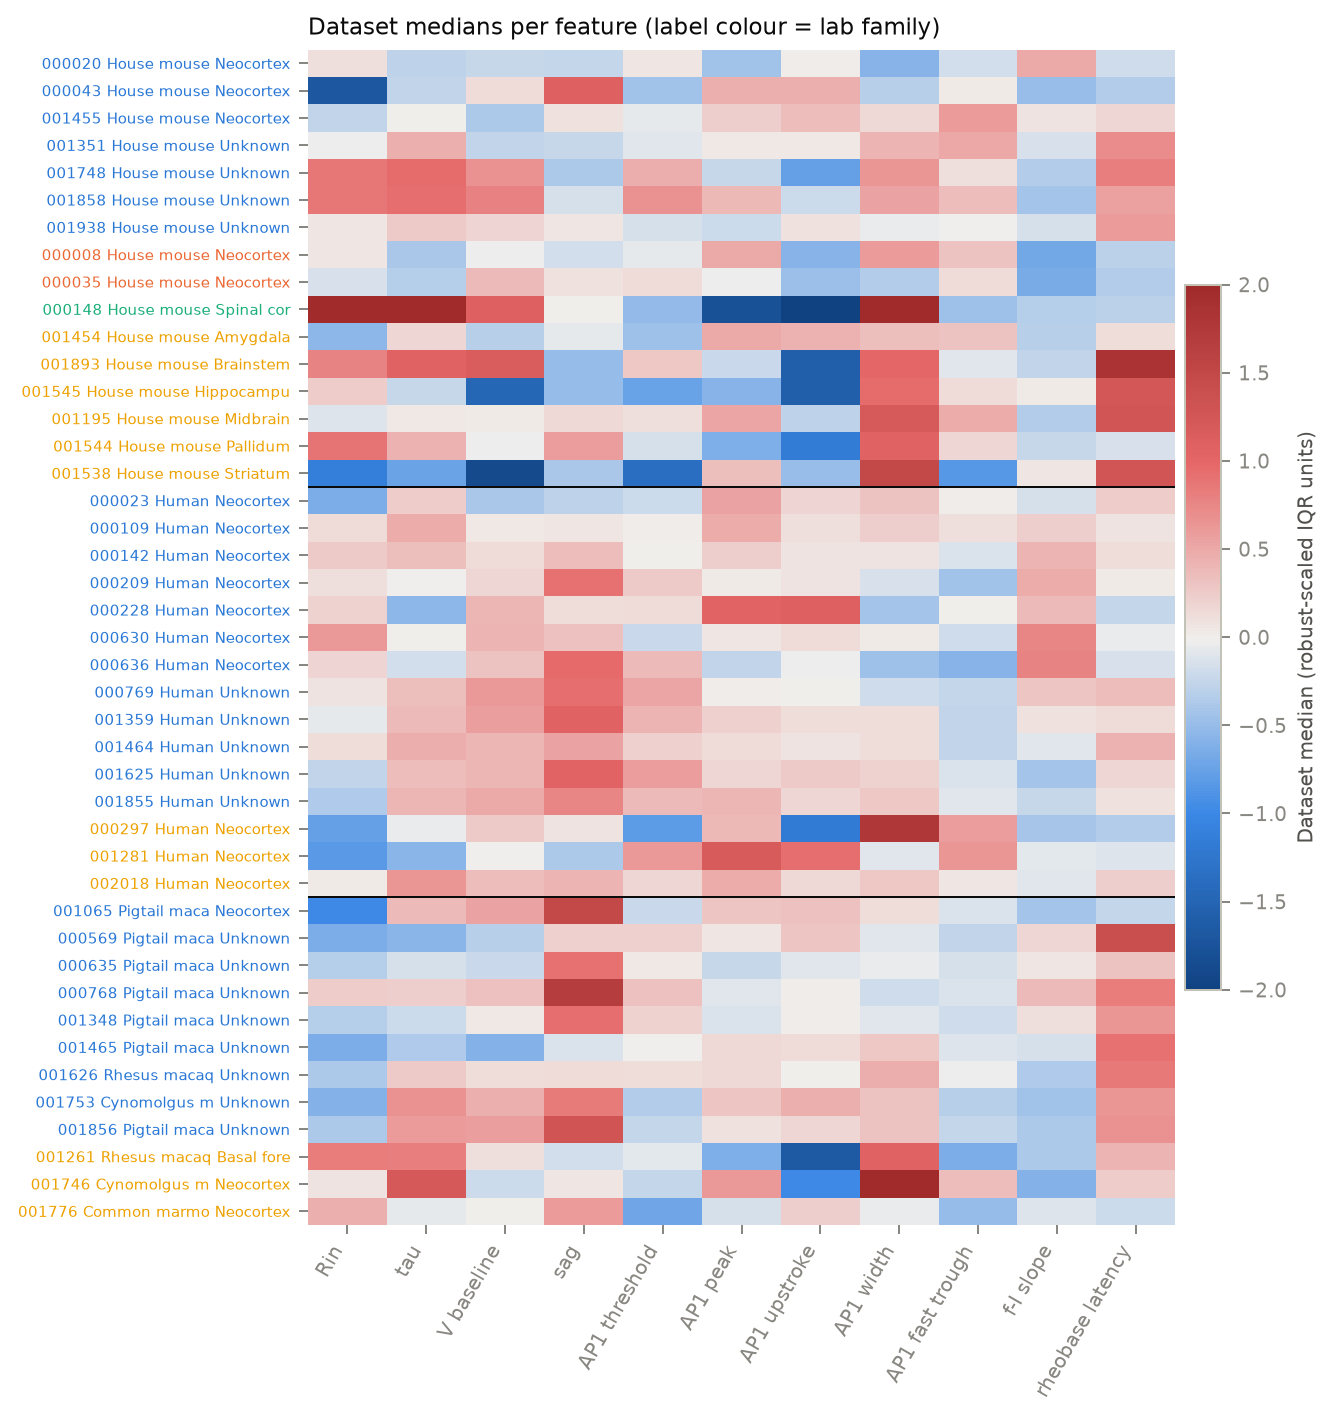 Dataset medians per feature (label colour = lab family)
000020 House mouse Neocortex
000043 House mouse Neocortex
001455 House mouse Neocortex
001351 House mouse Unknown
001748 House mouse Unknown
001858 House mouse Unknown
001938 House mouse Unknown
000008 House mouse Neocortex
000035 House mouse Neocortex
000148 House mouse Spinal cor
001454 House mouse Amygdala
001893 House mouse Brainstem
001545 House mouse Hippocampu
001195 House mouse Midbrain
001544 House mouse Pallidum
001538 House mouse Striatum
000023 Human Neocortex
000109 Human Neocortex
000142 Human Neocortex
000209 Human Neocortex
000228 Human Neocortex
000630 Human Neocortex
000636 Human Neocortex
000769 Human Unknown
001359 Human Unknown
001464 Human Unknown
001625 Human Unknown
001855 Human Unknown
000297 Human Neocortex
001281 Human Neocortex
002018 Human Neocortex
001065 Pigtail maca Neocortex
000569 Pigtail maca Unknown
000635 Pigtail maca Unknown
000768 Pigtail maca Unknown
001348 Pigtail maca Unknown
001465 Pigtail maca Unknown
001626 Rhesus macaq Unknown
001753 Cynomolgus m Unknown
001856 Pigtail maca Unknown
001261 Rhesus macaq Basal fore
001746 Cynomolgus m Neocortex
001776 Common marmo Neocortex
Rin
tau
V baseline
sag
AP1 threshold
AP1 peak
AP1 upstroke
AP1 width
AP1 fast trough
f-I slope
rheobase latency
2.0
1.5
1.0
0.5
0.0
−0.5
−1.0
−1.5
−2.0
Dataset median (robust-scaled IQR units)